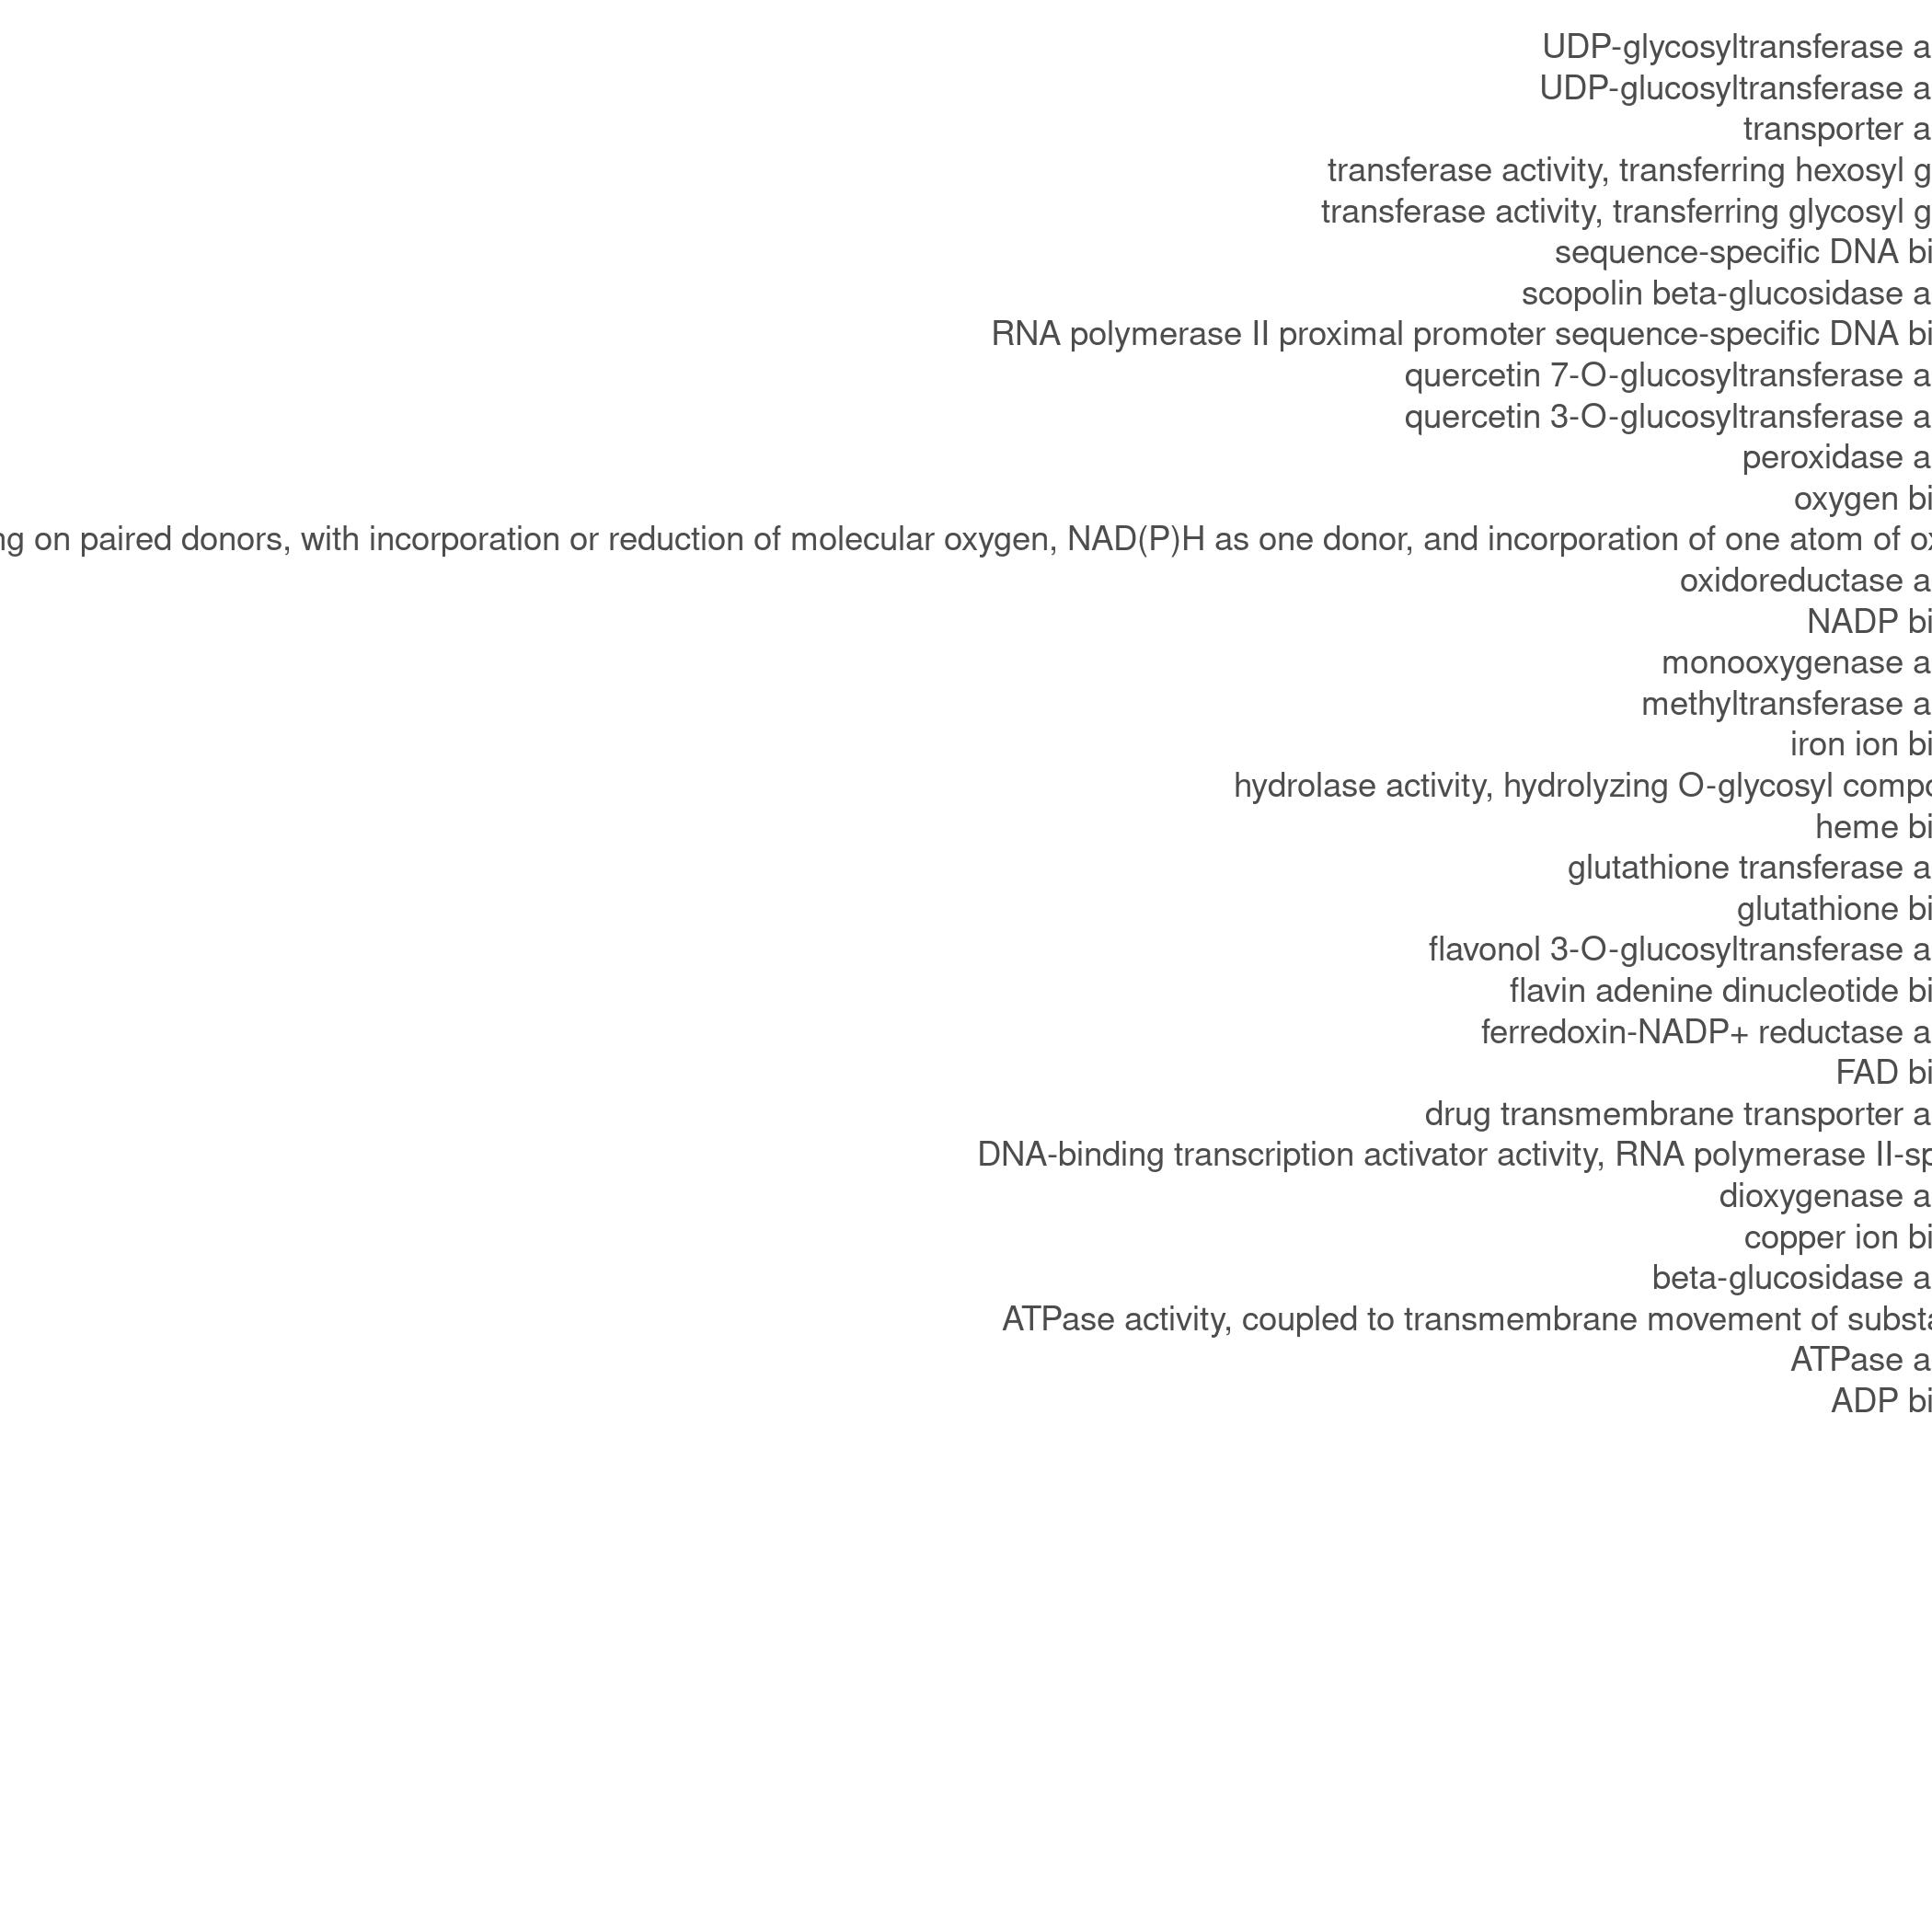 UDP-glycosyltransferase a
UDP-glucosyltransferase a
transporter a
transferase activity, transferring hexosyl g
transferase activity, transferring glycosyl g
sequence-specific DNA bi
scopolin beta-glucosidase a
RNA polymerase II proximal promoter sequence-specific DNA bi
quercetin 7-O-glucosyltransferase a
quercetin 3-O-glucosyltransferase a
peroxidase a
oxygen bi
ng on paired donors, with incorporation or reduction of molecular oxygen, NAD(P)H as one donor, and incorporation of one atom of ox
oxidoreductase a
NADP bi
monooxygenase a
methyltransferase a
iron ion bi
hydrolase activity, hydrolyzing O-glycosyl compo
heme bi
glutathione transferase a
glutathione bi
flavonol 3-O-glucosyltransferase a
flavin adenine dinucleotide bi
ferredoxin-NADP+ reductase a
FAD bi
drug transmembrane transporter a
DNA-binding transcription activator activity, RNA polymerase II-sp
dioxygenase a
copper ion bi
beta-glucosidase a
ATPase activity, coupled to transmembrane movement of substa
ATPase a
ADP bi